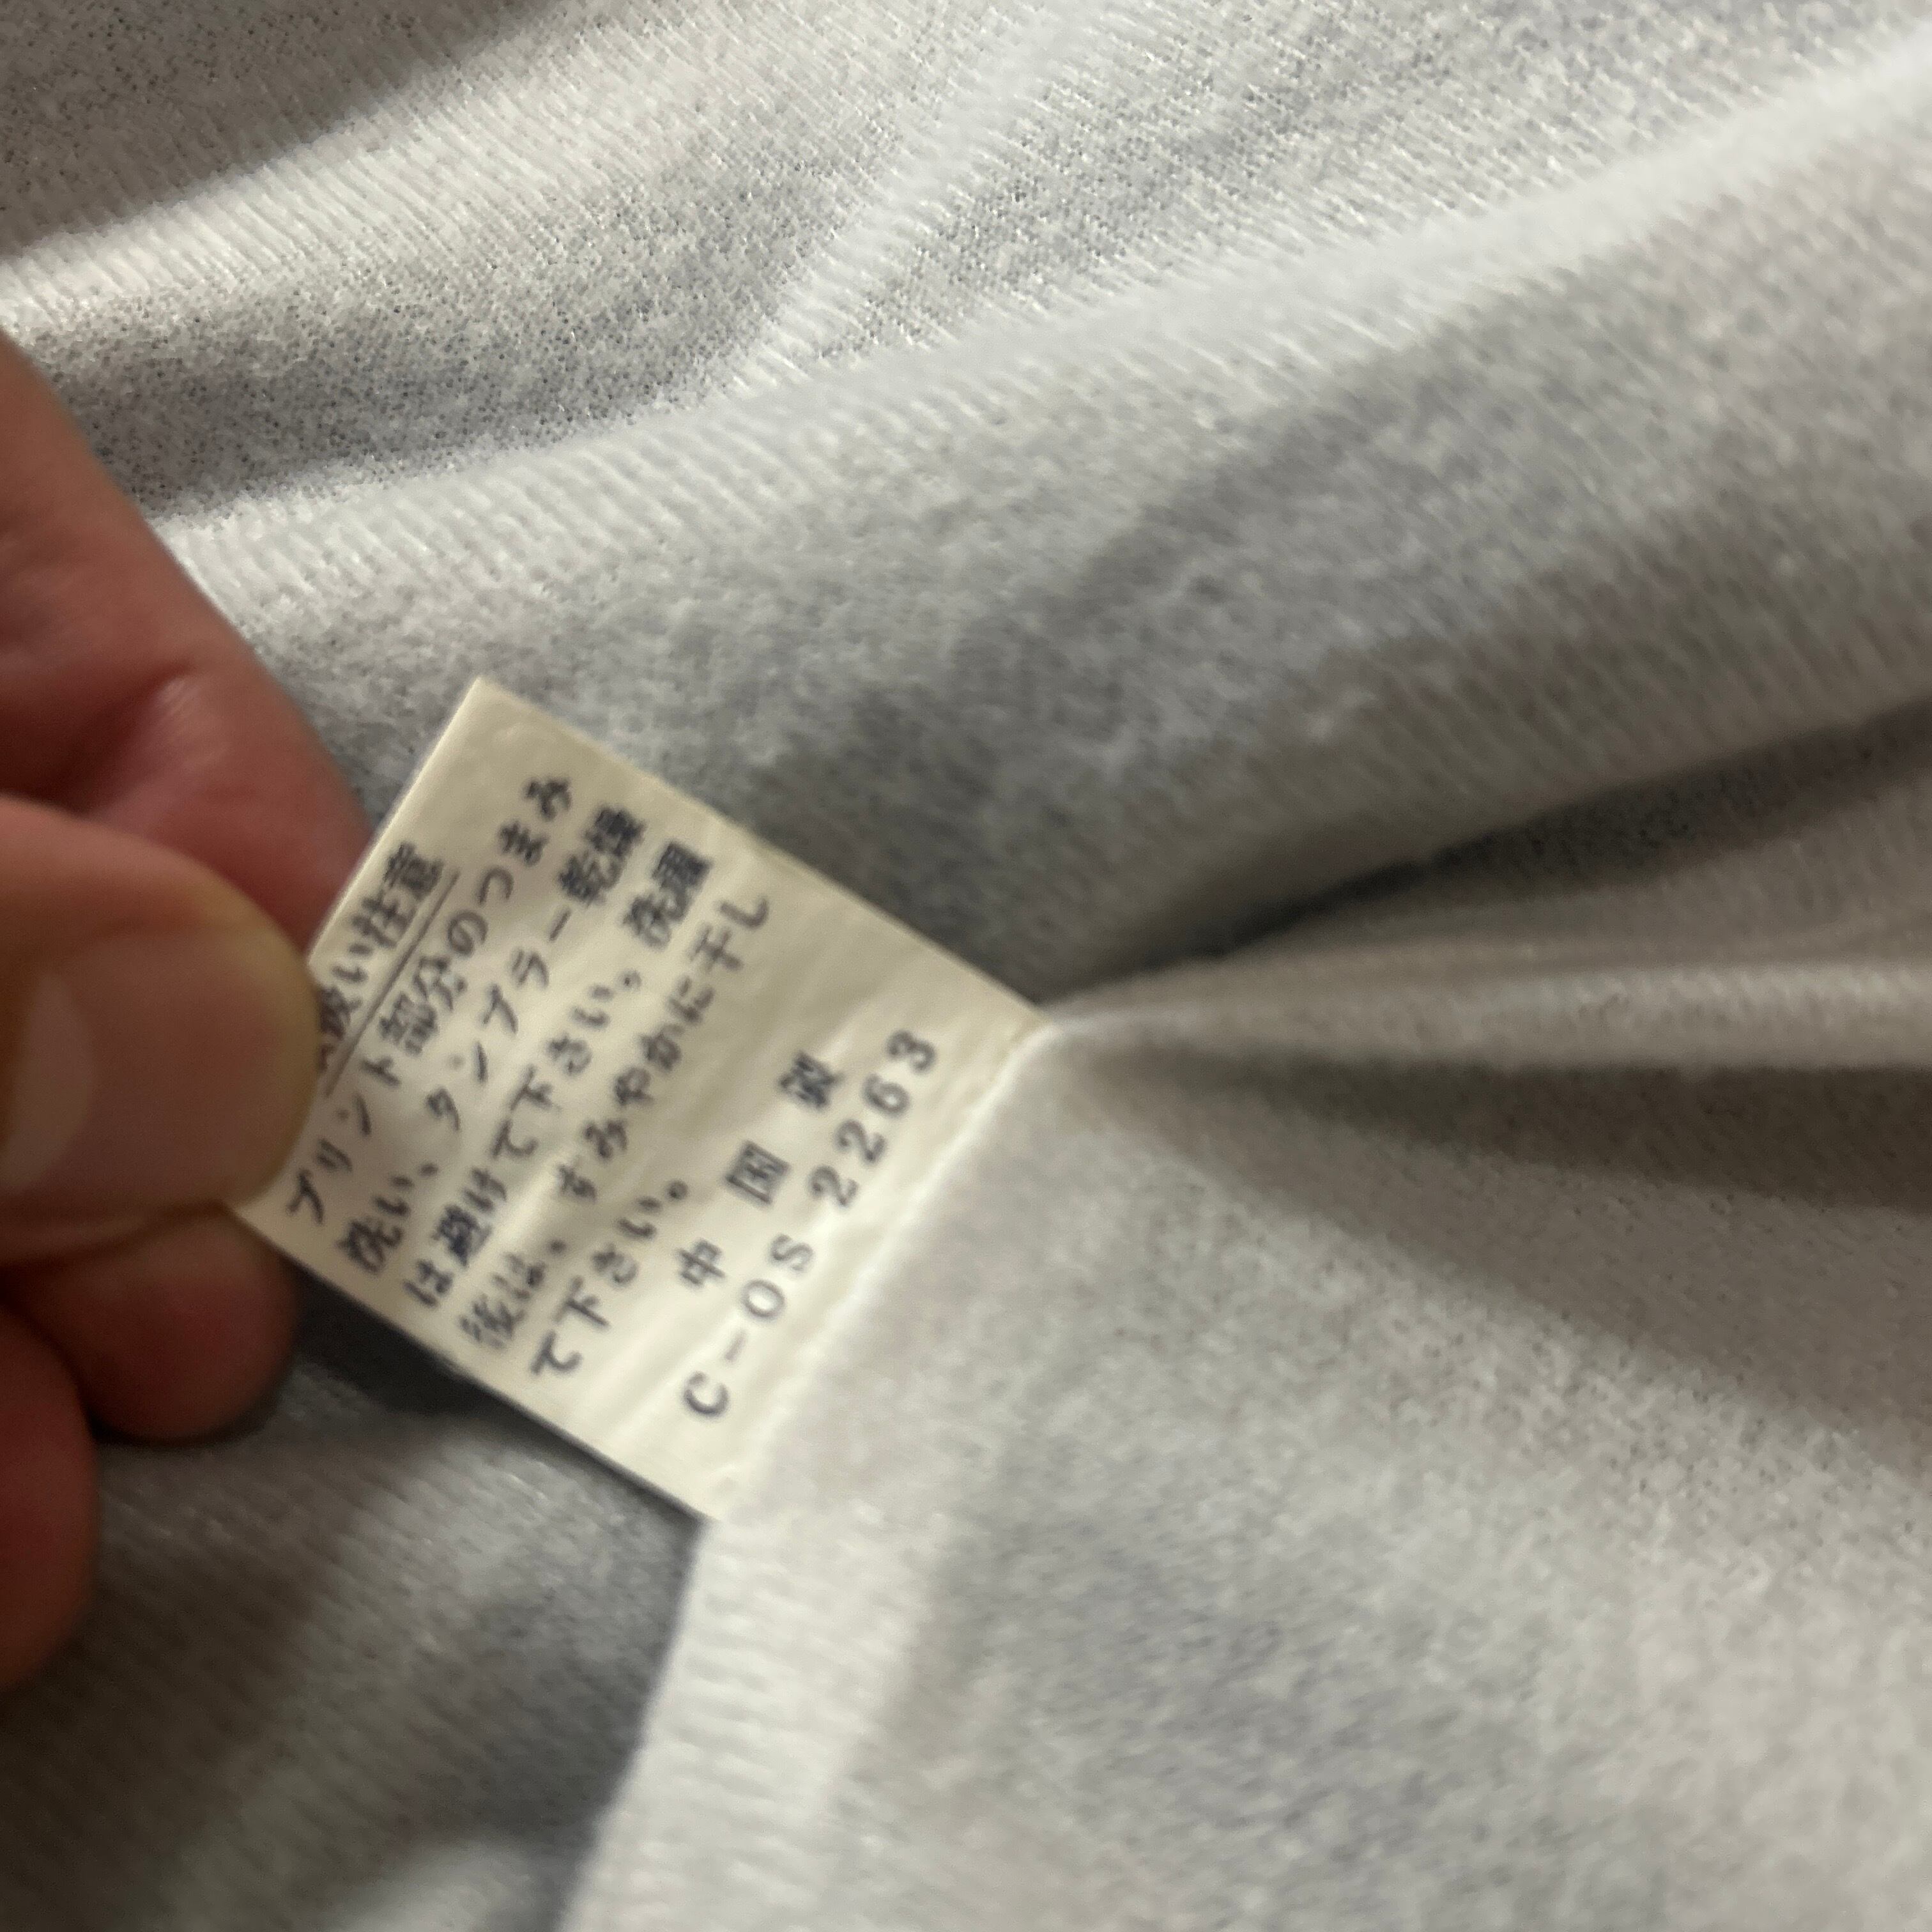 扱い注意
プリント部分のつまみ
洗い、タンブラー乾燥
は避けて下さい。洗濯
後は、すみやかに干し
て下さい。
中国製
C-OS 2263